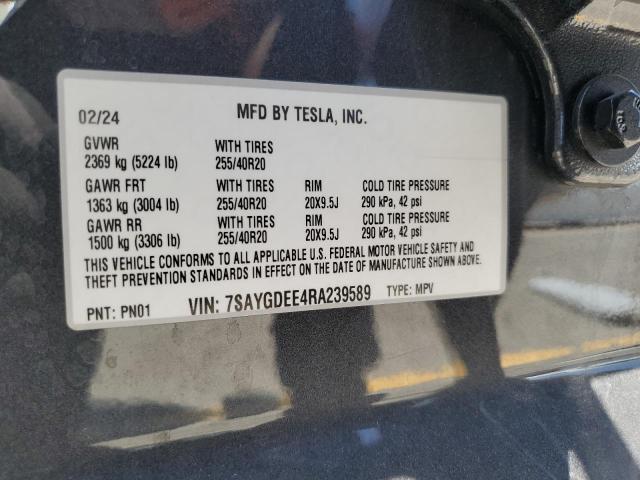 02/24 MFD BY TESLA, INC.
GVWR WITH TIRES
2369 kg (5224 lb) 255/40R20
GAWR FRT WITH TIRES RIM COLD TIRE PRESSURE
1363 kg (3004 lb) 255/40R20 20X9.5J 290 kPa, 42 psi
GAWR RR WITH TIRES RIM COLD TIRE PRESSURE
1500 kg (3306 lb) 255/40R20 20X9.5J 290 kPa, 42 psi
THIS VEHICLE CONFORMS TO ALL APPLICABLE U.S. FEDERAL MOTOR VEHICLE SAFETY AND
THEFT PREVENTION STANDARDS IN EFFECT ON THE DATE OF MANUFACTURE SHOWN ABOVE.
PNT: PN01 VIN: 7SAYGDEE4RA239589 TYPE: MPV